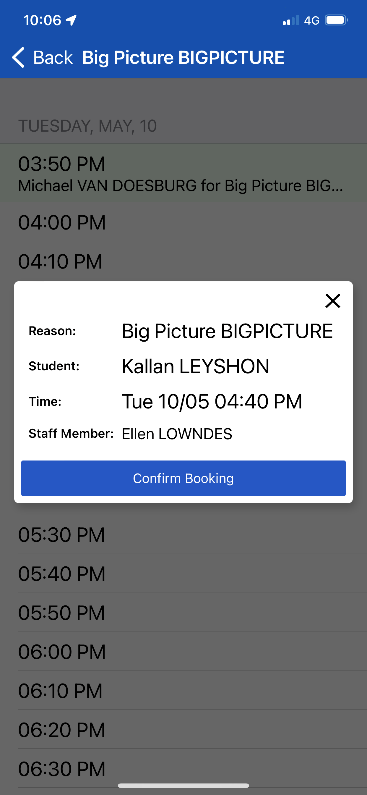 10:06 4G
Back Big Picture BIGPICTURE
TUESDAY, MAY, 10
03:50 PM
Michael VAN DOESBURG for Big Picture BIG...
04:00 PM
04:10 PM
Reason: Big Picture BIGPICTURE
Student: Kallan LEYSHON
Time: Tue 10/05 04:40 PM
Staff Member: Ellen LOWNDES
Confirm Booking
05:30 PM
05:40 PM
05:50 PM
06:00 PM
06:10 PM
06:20 PM
06:30 PM